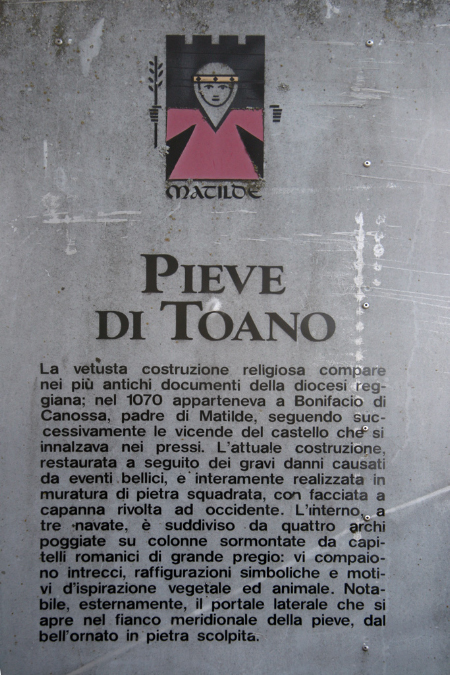 MATILDE
PIEVE
DI TOANO
La vetusta costruzione religiosa compare
nei più antichi documenti della diocesi reg-
giana; nel 1070 apparteneva a Bonifacio di
Canossa, padre di Matilde, seguendo suc-
cessivamente le vicende del castello che si
innalzava nei pressi. L'attuale costruzione,
restaurata a seguito dei gravi danni causati
da eventi bellici, e interamente realizzata in
muratura di pietra squadrata, con facciata a
capanna rivolta ad occidente. L'interno, a
tre navate, è suddiviso da quattro archi
poggiate su colonne sormontate da capi-
telli romanici di grande pregio: vi compaio-
no intrecci, raffigurazioni simboliche e moti-
vi d'ispirazione vegetale ed animale. Nota-
bile, esternamente, il portale laterale che si
apre nel fianco meridionale della pieve, dal
bell'ornato in pietra scolpita.